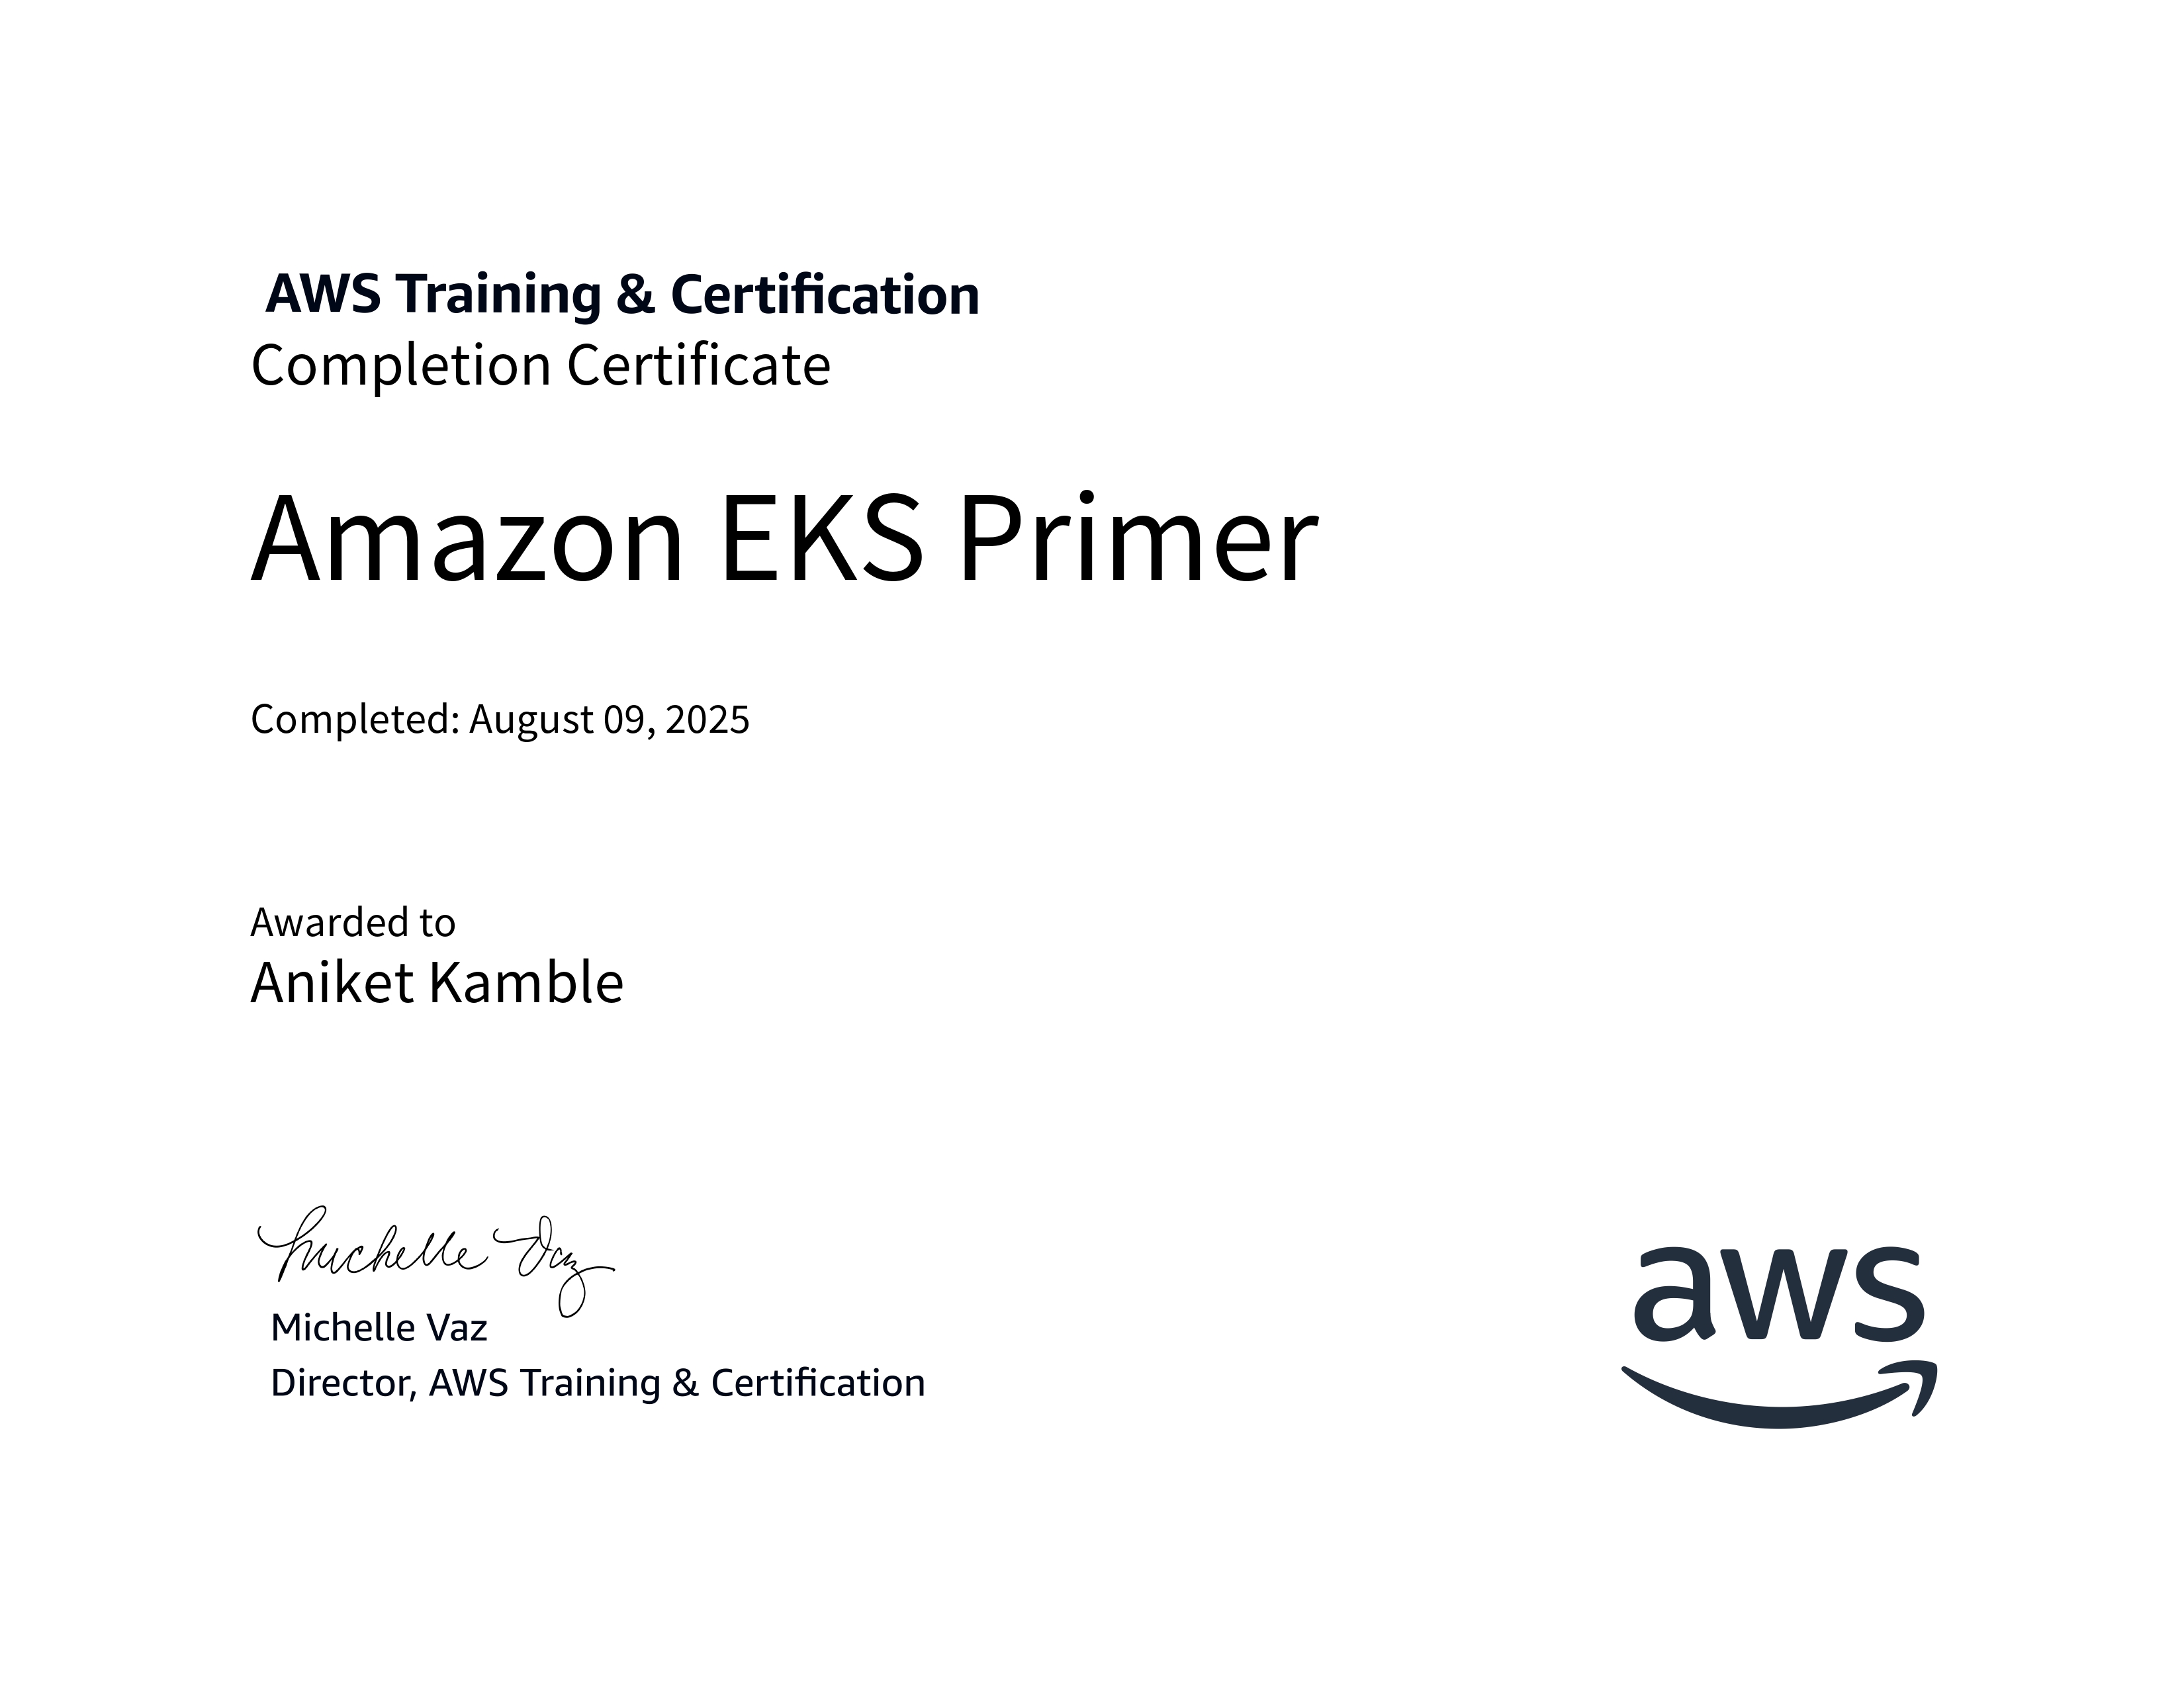 AWS Training & Certification
Completion Certificate
Amazon EKS Primer
Completed: August 09, 2025
Awarded to
Aniket Kamble
Michelle Vaz
Michelle Vaz
Director, AWS Training & Certification
aws